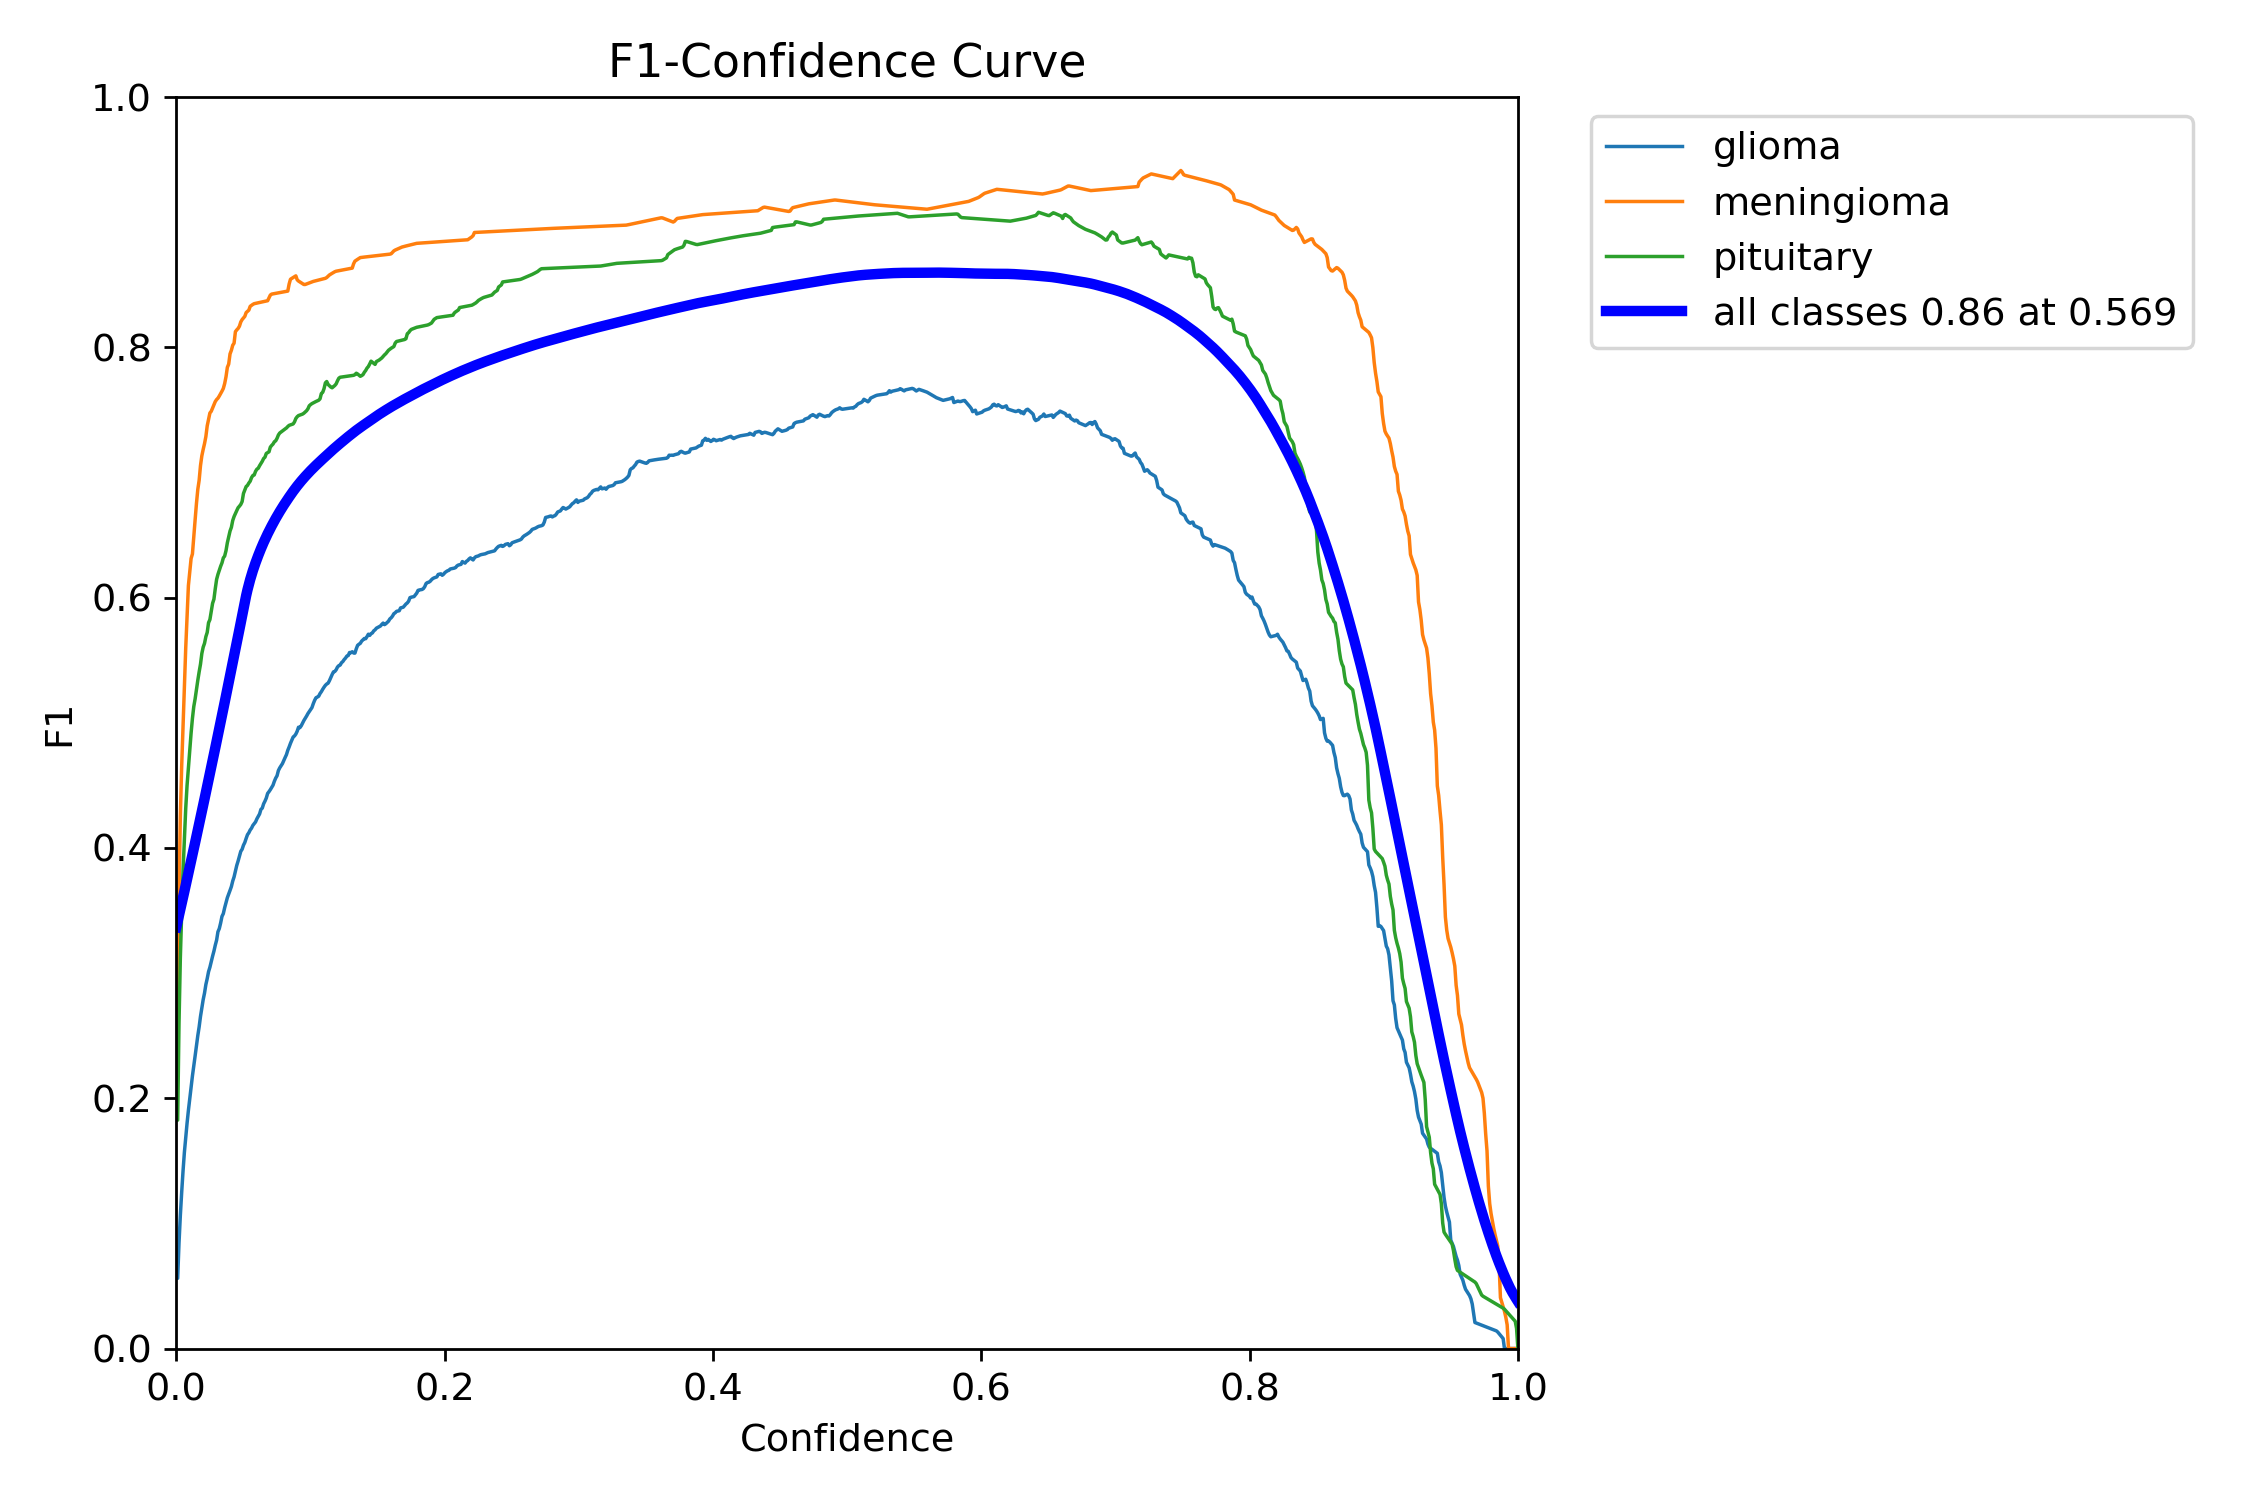 F1-Confidence Curve
1.0
0.8
0.6
0.4
0.2
0.0
F1
0.0 0.2 0.4 0.6 0.8 1.0
Confidence
glioma
meningioma
pituitary
all classes 0.86 at 0.569